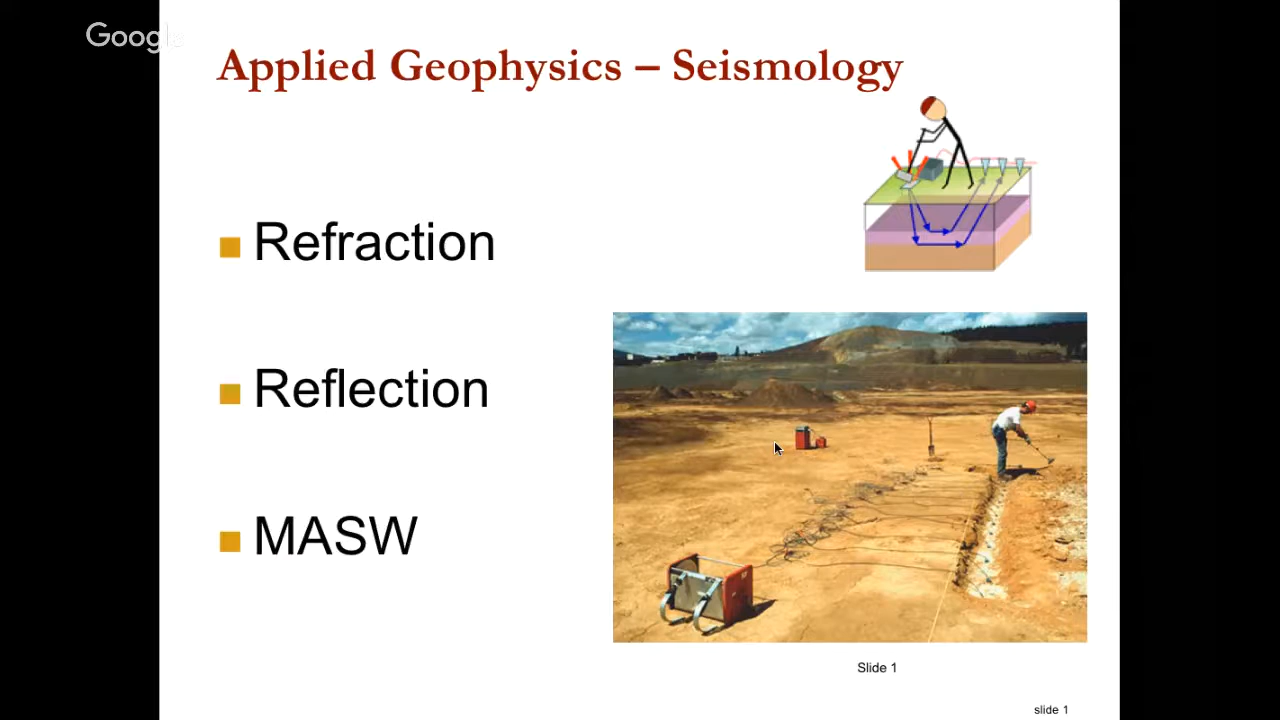 Google
Applied Geophysics – Seismology
Refraction
Reflection
MASW
Slide 1
slide 1